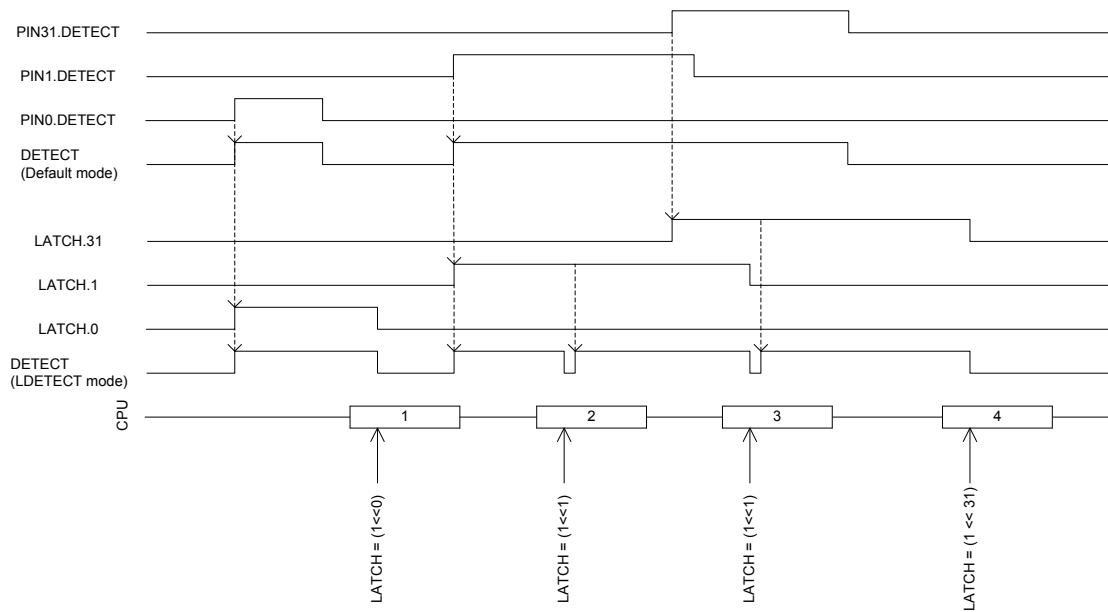 PIN31.DETECT
PIN1.DETECT
PIN0.DETECT
DETECT
(Default mode)
LATCH.31
LATCH.1
LATCH.0
DETECT
(LDETECT mode)
CPU
1
2
3
4
LATCH = (1<<0)
LATCH = (1<<1)
LATCH = (1<<1)
LATCH = (1 << 31)